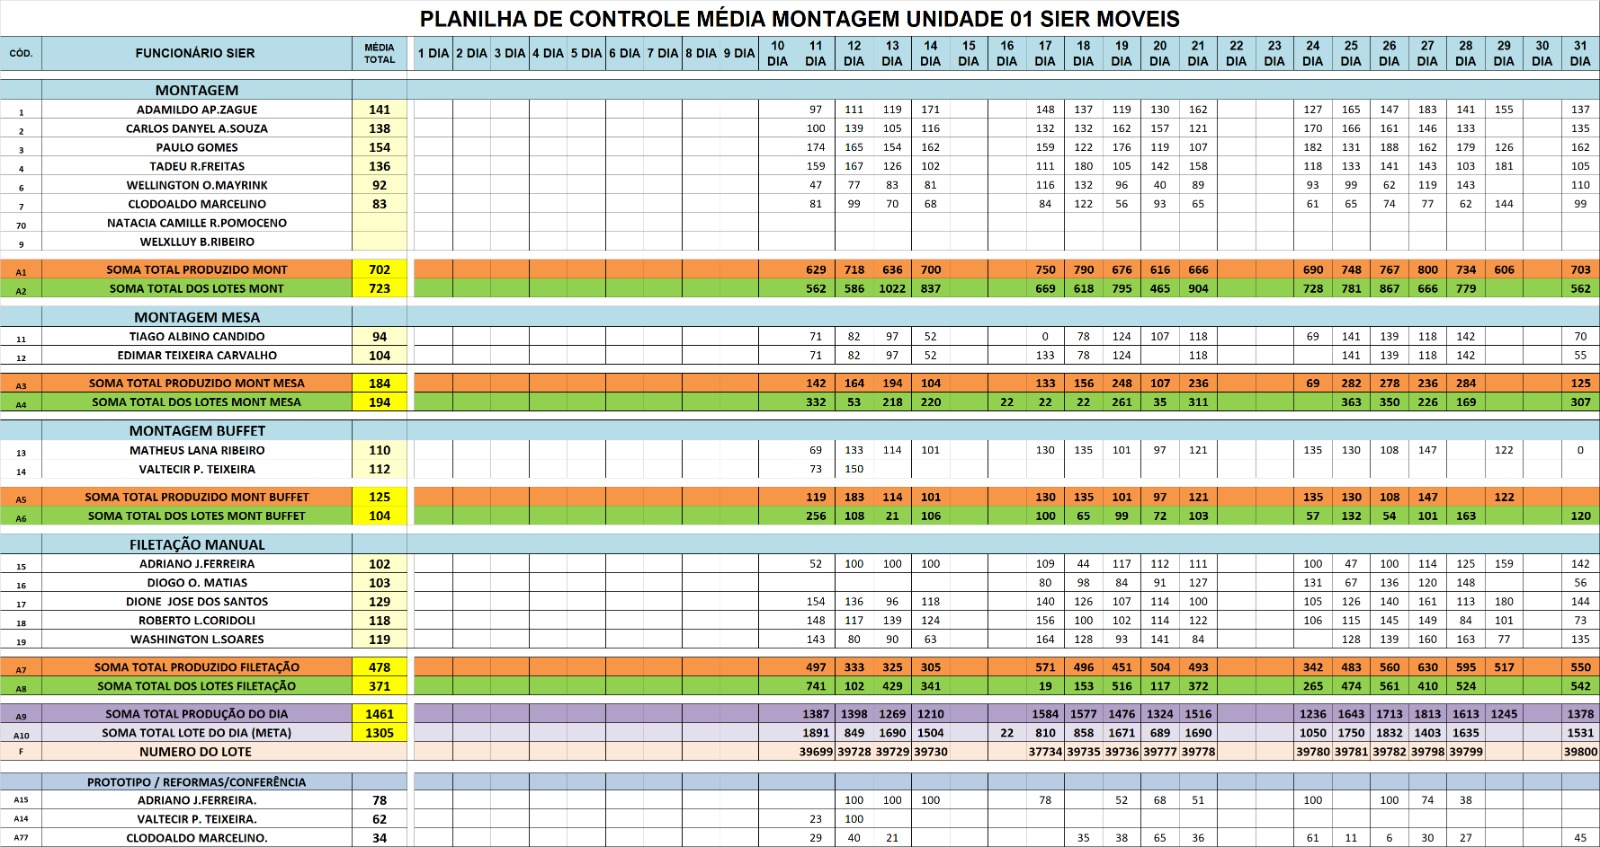 PLANILHA DE CONTROLE MÉDIA MONTAGEM UNIDADE 01 SIER MOVEIS
CÓD. FUNCIONÁRIO SIER MÉDIA TOTAL 1 DIA 2 DIA 3 DIA 4 DIA 5 DIA 6 DIA 7 DIA 8 DIA 9 DIA 10 DIA 11 DIA 12 DIA 13 DIA 14 DIA 15 DIA 16 DIA 17 DIA 18 DIA 19 DIA 20 DIA 21 DIA 22 DIA 23 DIA 24 DIA 25 DIA 26 DIA 27 DIA 28 DIA 29 DIA 30 DIA 31 DIA
MONTAGEM
1 ADAMILDO AP.ZAGUE 141 97 111 119 171 148 137 119 130 162 127 165 147 183 141 155 137
2 CARLOS DANYEL A.SOUZA 138 100 139 105 116 132 132 162 157 121 170 166 161 146 133 135
3 PAULO GOMES 154 174 165 154 162 159 122 176 119 107 182 131 188 162 179 126 162
4 TADEU R.FREITAS 136 159 167 126 102 111 180 105 142 158 118 133 141 143 103 181 105
6 WELLINGTON O.MAYRINK 92 47 77 83 81 116 132 96 40 89 93 99 62 119 143 110
7 CLODOALDO MARCELINO 83 81 99 70 68 84 122 56 93 65 61 65 74 77 62 144 99
70 NATACIA CAMILLE R.POMOCENO
9 WELXLLUY B.RIBEIRO
A1 SOMA TOTAL PRODUZIDO MONT 702 629 718 636 700 750 790 676 616 666 690 748 767 800 734 606 703
A2 SOMA TOTAL DOS LOTES MONT 723 562 586 1022 837 669 618 795 465 904 728 781 867 666 779 562
MONTAGEM MESA
11 TIAGO ALBINO CANDIDO 94 71 82 97 52 0 78 124 107 118 69 141 139 118 142 70
12 EDIMAR TEIXEIRA CARVALHO 104 71 82 97 52 133 78 124 118 141 139 118 142 55
A3 SOMA TOTAL PRODUZIDO MONT MESA 184 142 164 194 104 133 156 248 107 236 69 282 278 236 284 125
A4 SOMA TOTAL DOS LOTES MONT MESA 194 332 53 218 220 22 22 22 261 35 311 363 350 226 169 307
MONTAGEM BUFFET
13 MATHEUS LANA RIBEIRO 110 69 133 114 101 130 135 101 97 121 135 130 108 147 122 0
14 VALTECIR P. TEIXEIRA 112 73 150
A5 SOMA TOTAL PRODUZIDO MONT BUFFET 125 119 183 114 101 130 135 101 97 121 135 130 108 147 122
A6 SOMA TOTAL DOS LOTES MONT BUFFET 104 256 108 21 106 100 65 99 72 103 57 132 54 101 163 120
FILETAÇÃO MANUAL
15 ADRIANO J.FERREIRA 102 52 100 100 100 109 44 117 112 111 100 47 100 114 125 159 142
16 DIOGO O. MATIAS 103 80 98 84 91 127 131 67 136 120 148 56
17 DIONE JOSE DOS SANTOS 129 154 136 96 118 140 126 107 114 100 105 126 140 161 113 180 144
18 ROBERTO L.CORIDOLI 118 148 117 139 124 156 100 102 114 122 106 115 145 149 84 101 73
19 WASHINGTON L.SOARES 119 143 80 90 63 164 128 93 141 84 128 139 160 163 77 135
A7 SOMA TOTAL PRODUZIDO FILETAÇÃO 478 497 333 325 305 571 496 451 504 493 342 483 560 630 595 517 550
A8 SOMA TOTAL DOS LOTES FILETAÇÃO 371 741 102 429 341 19 153 516 117 372 265 474 561 410 524 542
A9 SOMA TOTAL PRODUÇÃO DO DIA 1461 1387 1398 1269 1210 1584 1577 1476 1324 1516 1236 1643 1713 1813 1613 1245 1378
A10 SOMA TOTAL LOTE DO DIA (META) 1305 1891 849 1690 1504 22 810 858 1671 689 1690 1050 1750 1832 1403 1635 1531
F NUMERO DO LOTE 39699 39728 39729 39730 37734 39735 39736 39777 39778 39780 39781 39782 39798 39799 39800
PROTOTIPO / REFORMAS/CONFERÊNCIA
A15 ADRIANO J.FERREIRA. 78 100 100 100 78 52 68 51 100 100 74 38
A14 VALTECIR P. TEIXEIRA. 62 23 100
A77 CLODOALDO MARCELINO. 34 29 40 21 35 38 65 36 61 11 6 30 27 45